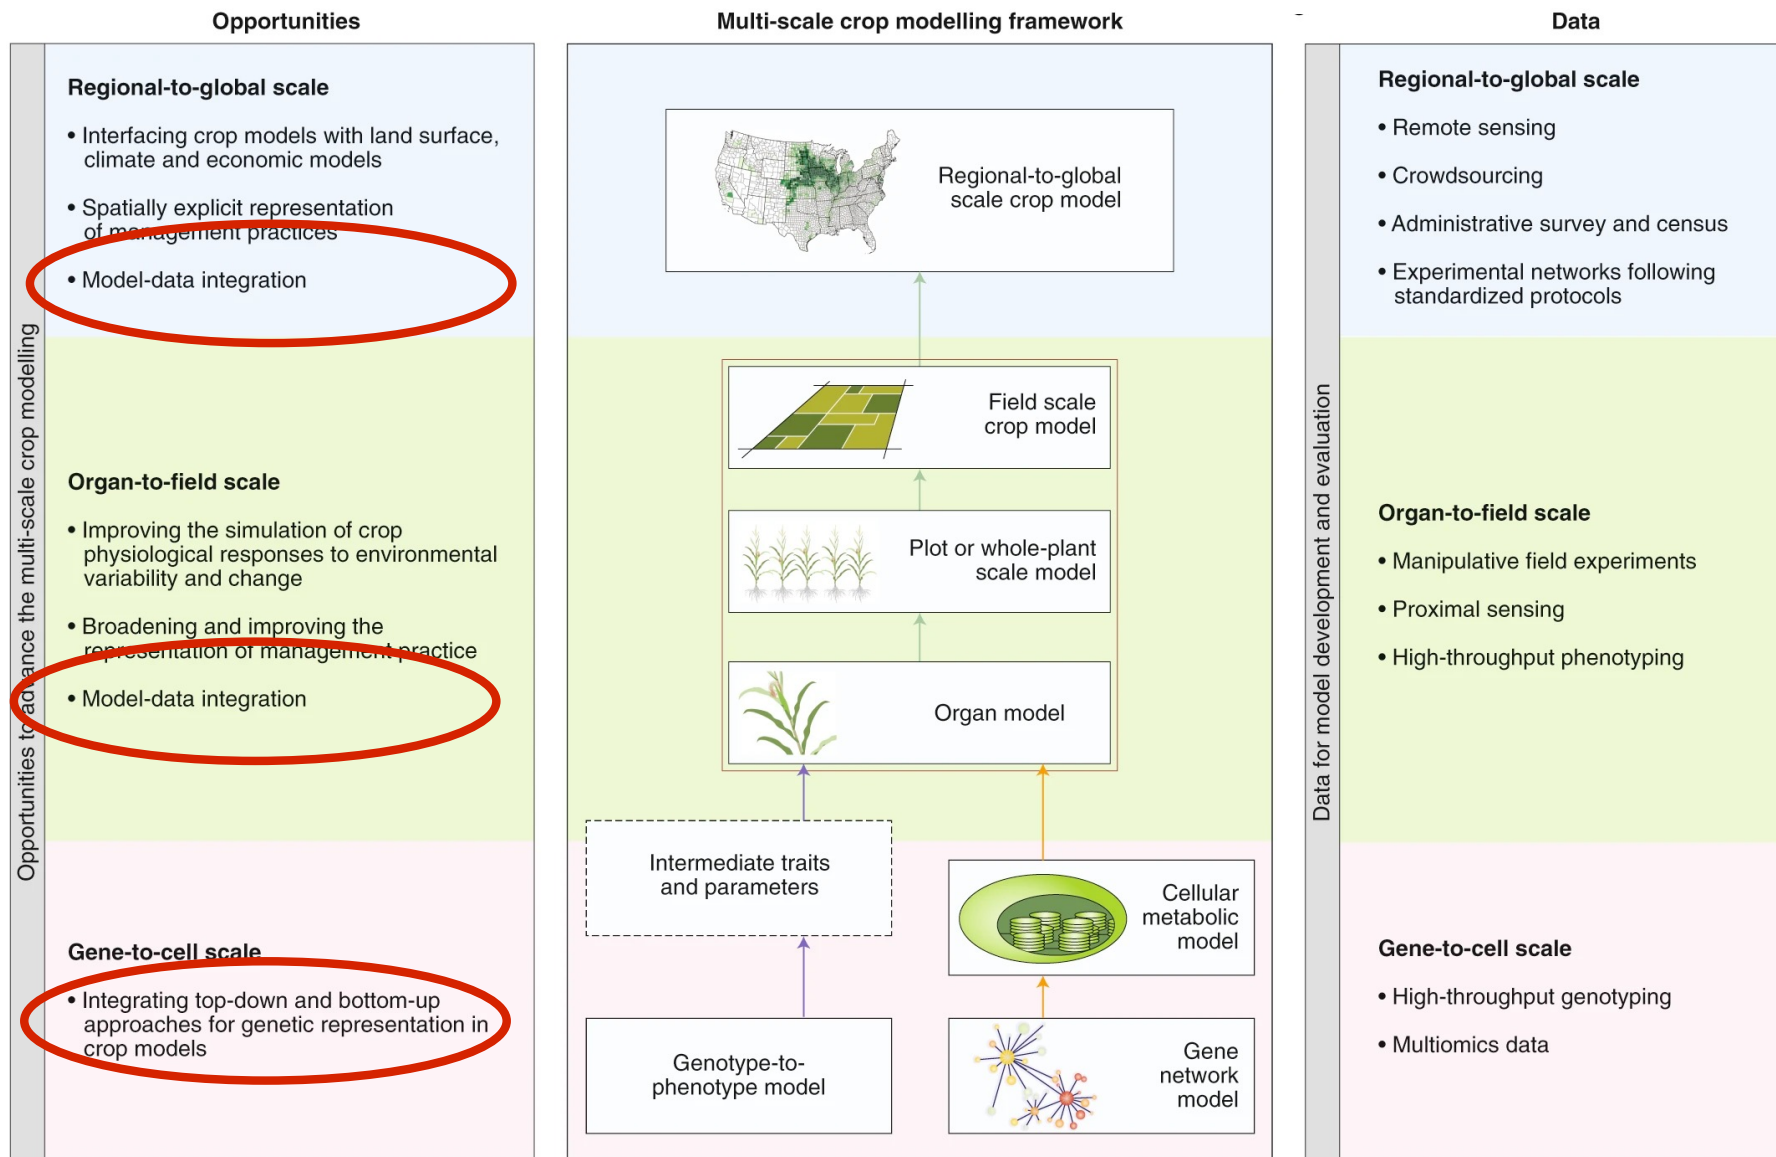 Opportunities
Opportunities to advance the multi-scale crop modelling
Regional-to-global scale
• Interfacing crop models with land surface,
climate and economic models
• Spatially explicit representation
of management practices
• Model-data integration
Organ-to-field scale
• Improving the simulation of crop
physiological responses to environmental
variability and change
• Broadening and improving the
representation of management practice
• Model-data integration
Gene-to-cell scale
• Integrating top-down and bottom-up
approaches for genetic representation in
crop models
Multi-scale crop modelling framework
Regional-to-global
scale crop model
Field scale
crop model
Plot or whole-plant
scale model
Organ model
Intermediate traits
and parameters
Cellular
metabolic
model
Genotype-to-
phenotype model
Gene
network
model
Data
Data for model development and evaluation
Regional-to-global scale
• Remote sensing
• Crowdsourcing
• Administrative survey and census
• Experimental networks following
standardized protocols
Organ-to-field scale
• Manipulative field experiments
• Proximal sensing
• High-throughput phenotyping
Gene-to-cell scale
• High-throughput genotyping
• Multiomics data